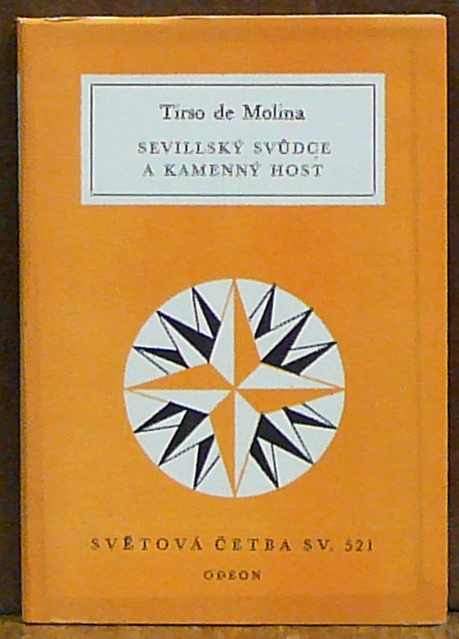 Tirso de Molina
SEVILLSKÝ SVŮDCE
A KAMENNÝ HOST
SVĚTOVÁ ČETBA SV. 521
ODEON